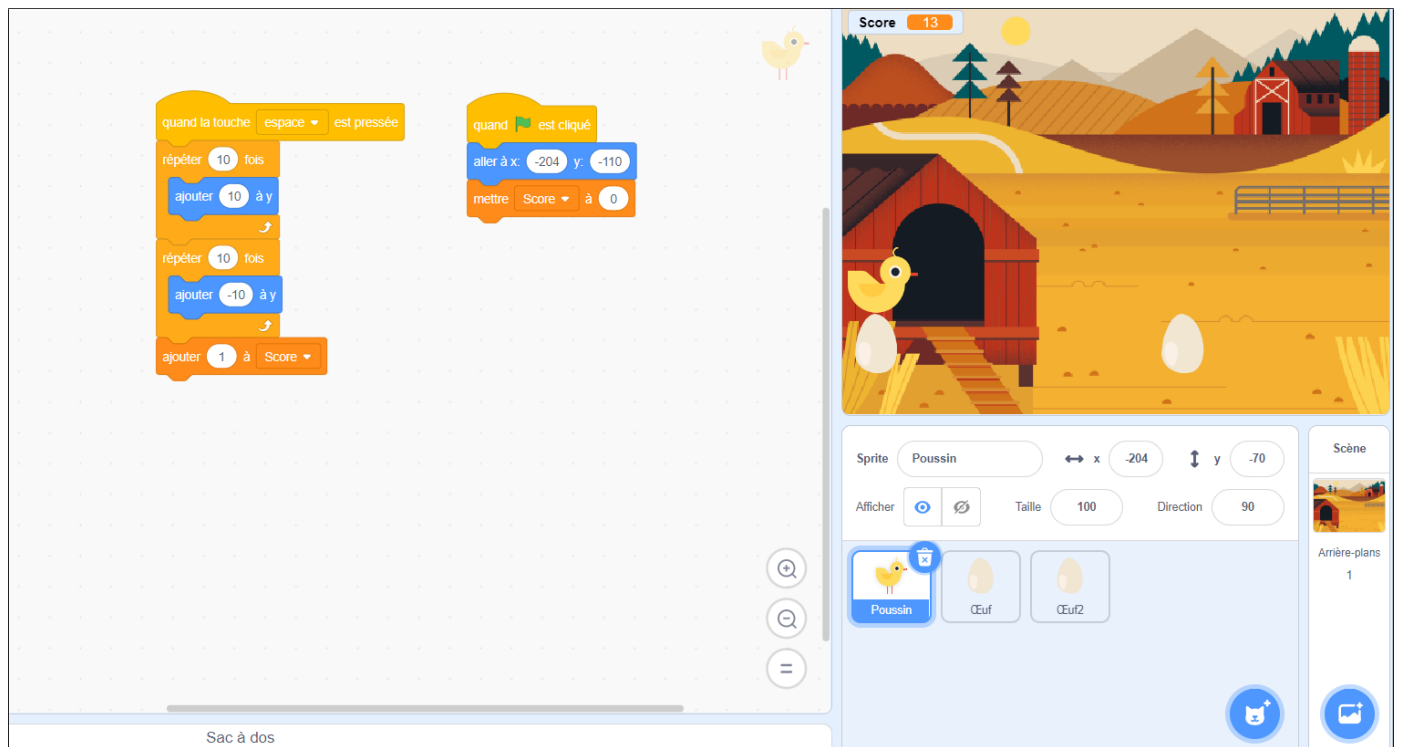 quand la touche espace est pressée
répéter 10 fois
ajouter 10 à y
répéter 10 fois
ajouter -10 à y
ajouter 1 à Score
quand est cliqué
aller à x: -204 y: -110
mettre Score à 0
Sac à dos
Score 13
Sprite Poussin x -204 y -70
Afficher Taille 100 Direction 90
Poussin Œuf Œuf2
Scène
Arrière-plans
1